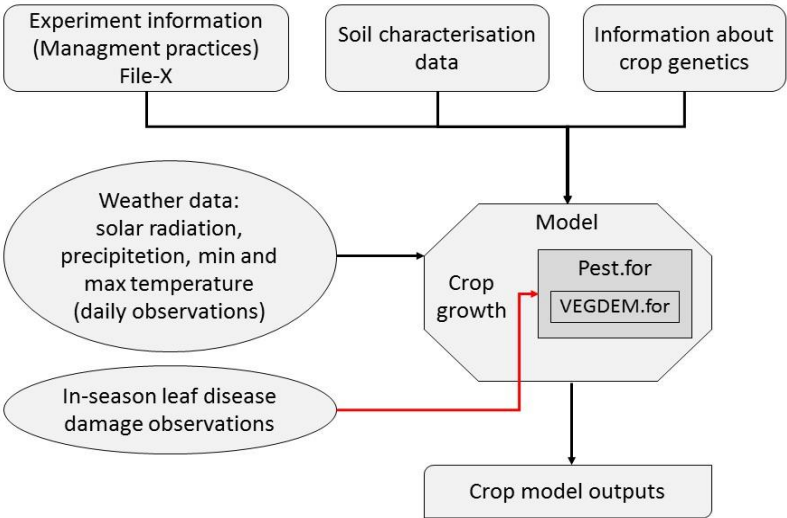 Experiment information
(Managment practices)
File-X
Soil characterisation
data
Information about
crop genetics
Weather data:
solar radiation,
precipitetion, min and
max temperature
(daily observations)
Model
Crop
growth
Pest.for
VEGDEM.for
In-season leaf disease
damage observations
Crop model outputs